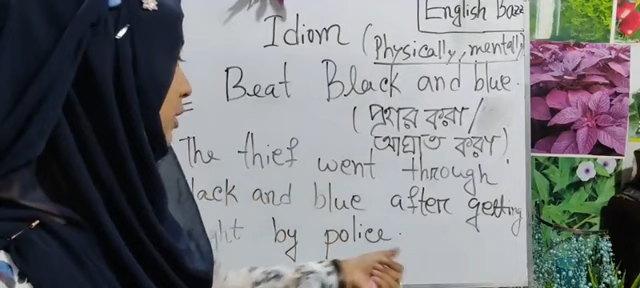 English Bazz
Idiom (Physically, mentally
Beat Black and blue.
(প্রহার করা/
আঘাত করা)
The thief went through
lack and blue after getting
ght by police.